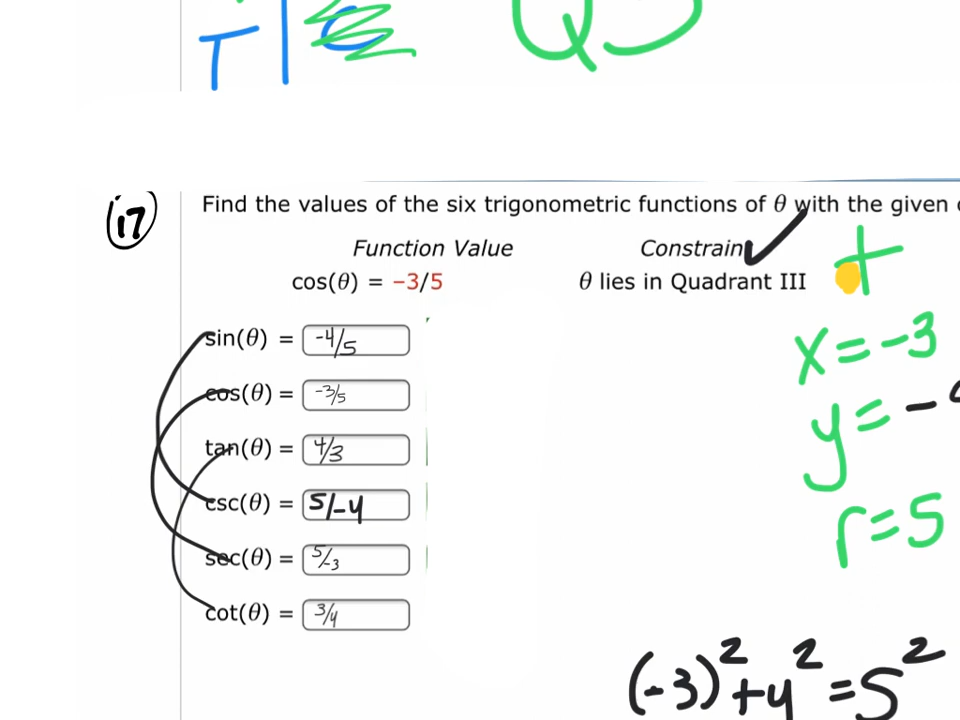 T C Q3
17 Find the values of the six trigonometric functions of θ with the given
Function Value Constrain
cos(θ) = -3/5 θ lies in Quadrant III
sin(θ) = -4/5
cos(θ) = -3/5
tan(θ) = 4/3
csc(θ) = 5/-4
sec(θ) = 5/-3
cot(θ) = 3/4
x=-3
y=-
r=5
(-3)²+y²=5²